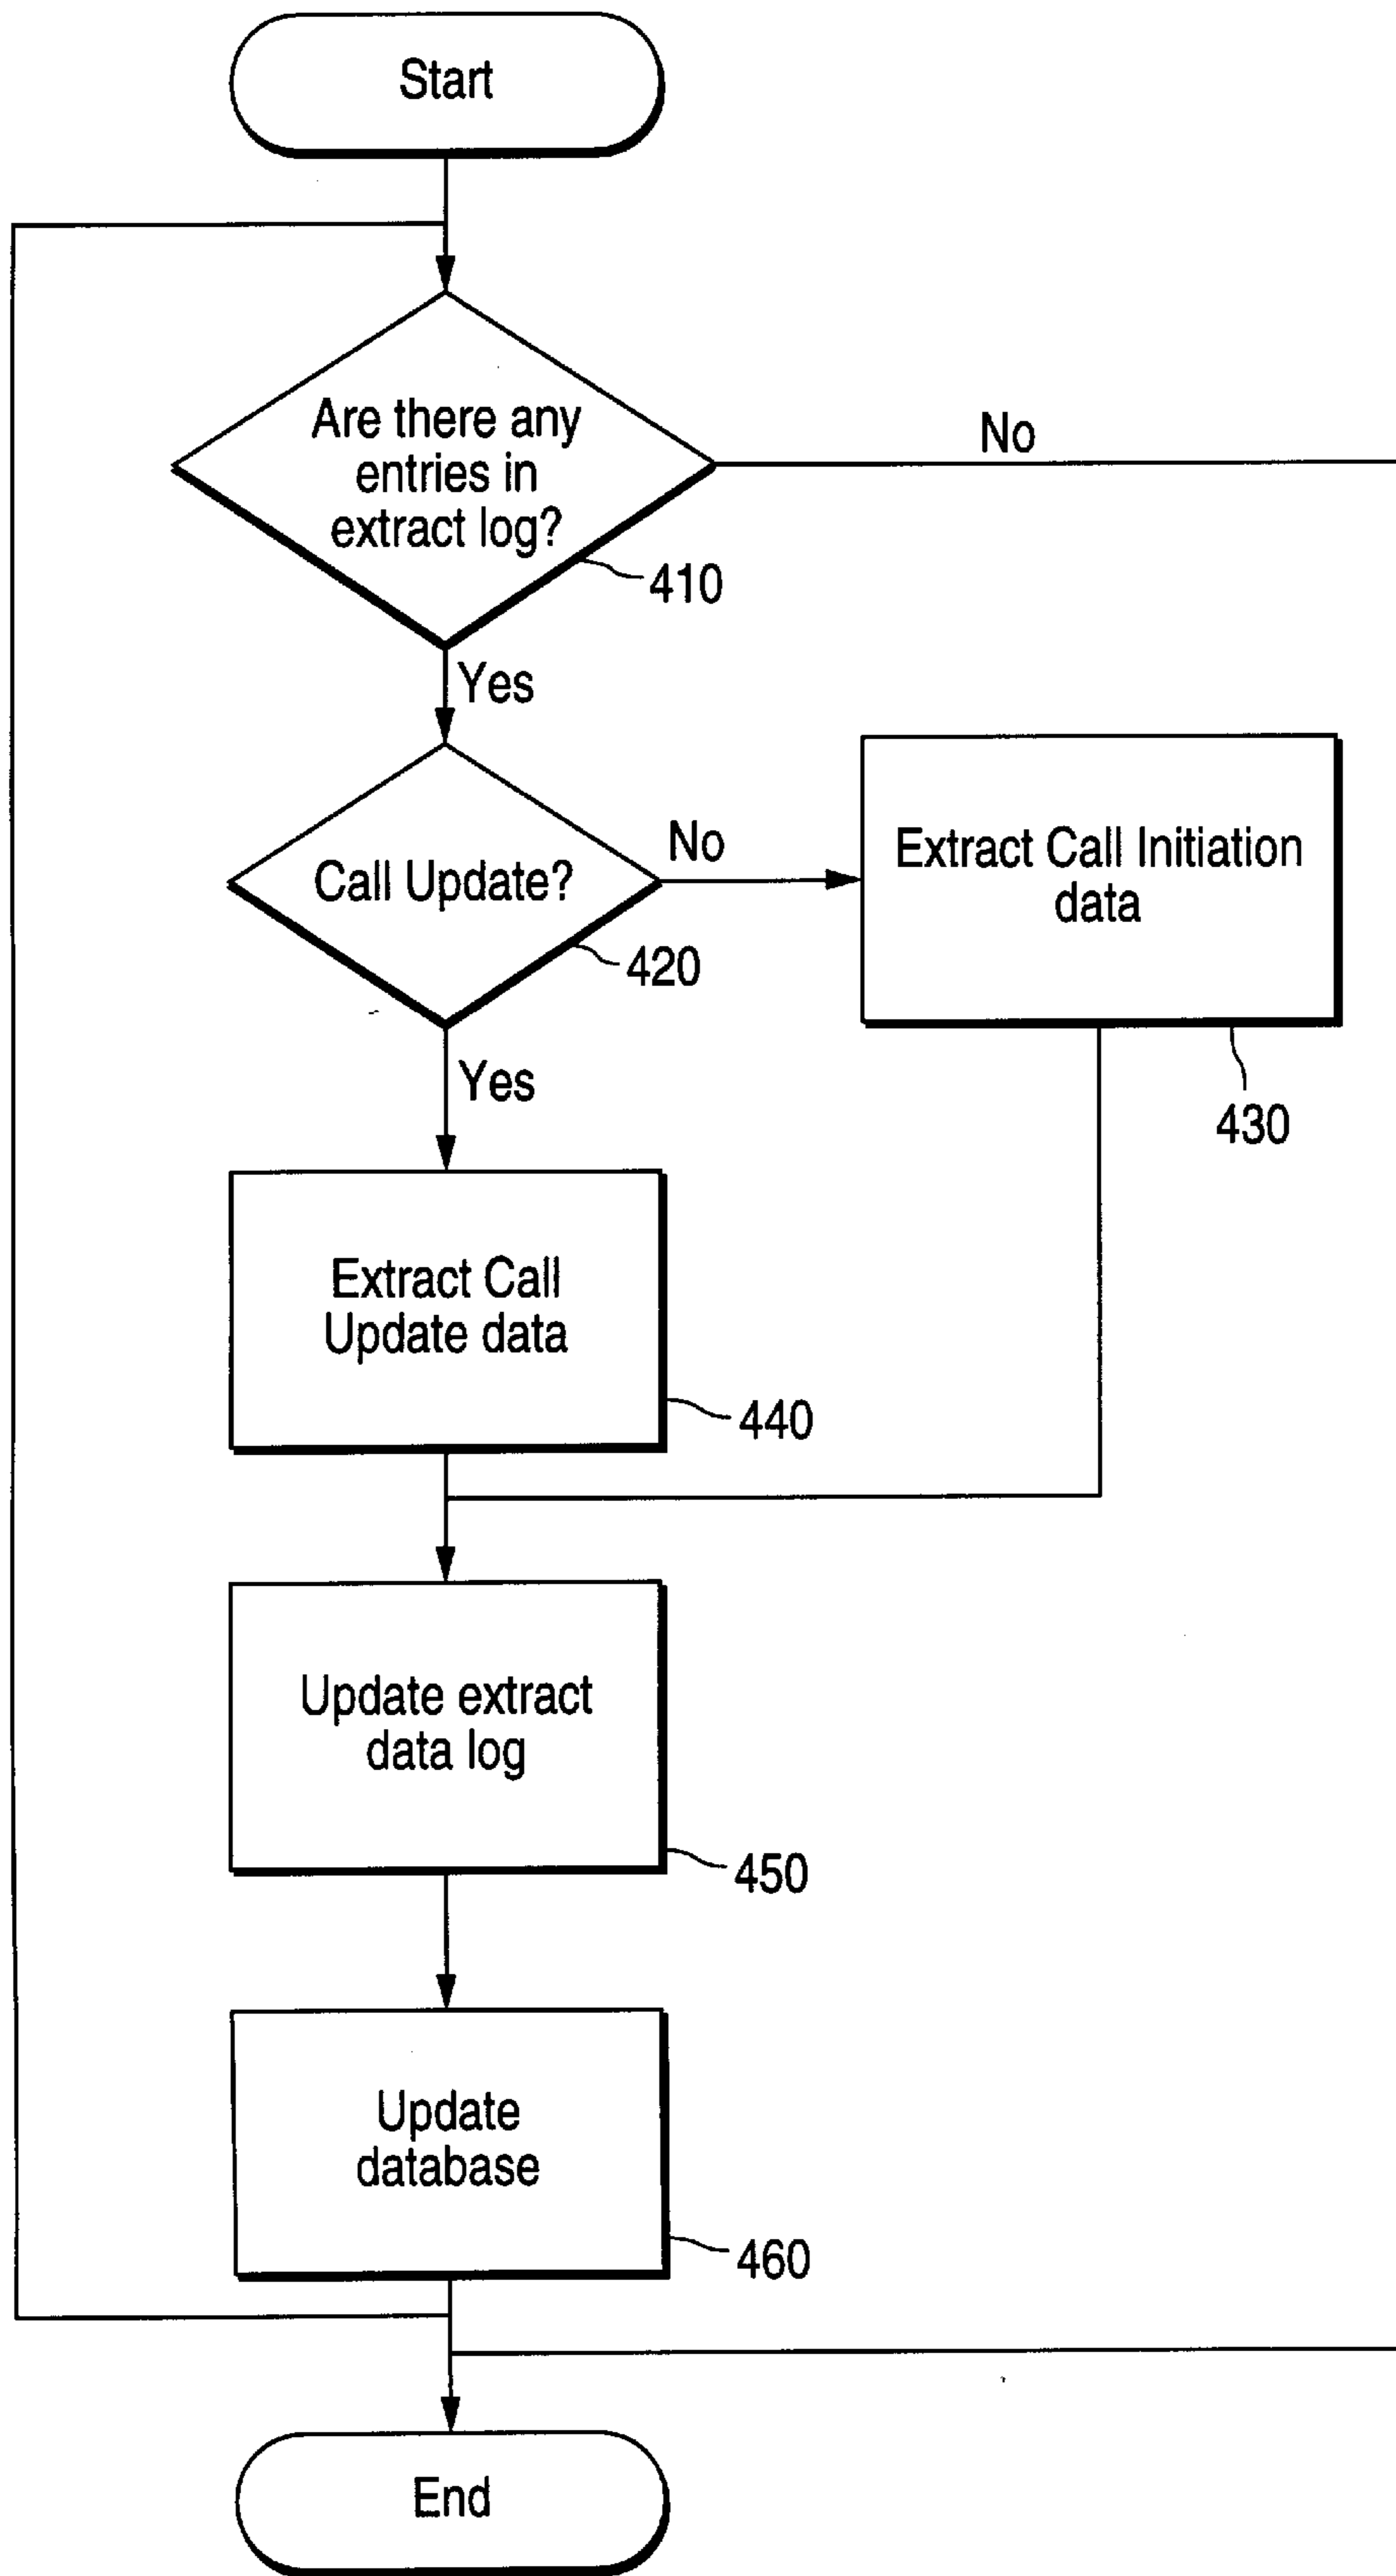 Start
Are there any
entries in
extract log?
No
410
Yes
Call Update?
No
420
Extract Call Initiation
data
430
Yes
Extract Call
Update data
440
Update extract
data log
450
Update
database
460
End